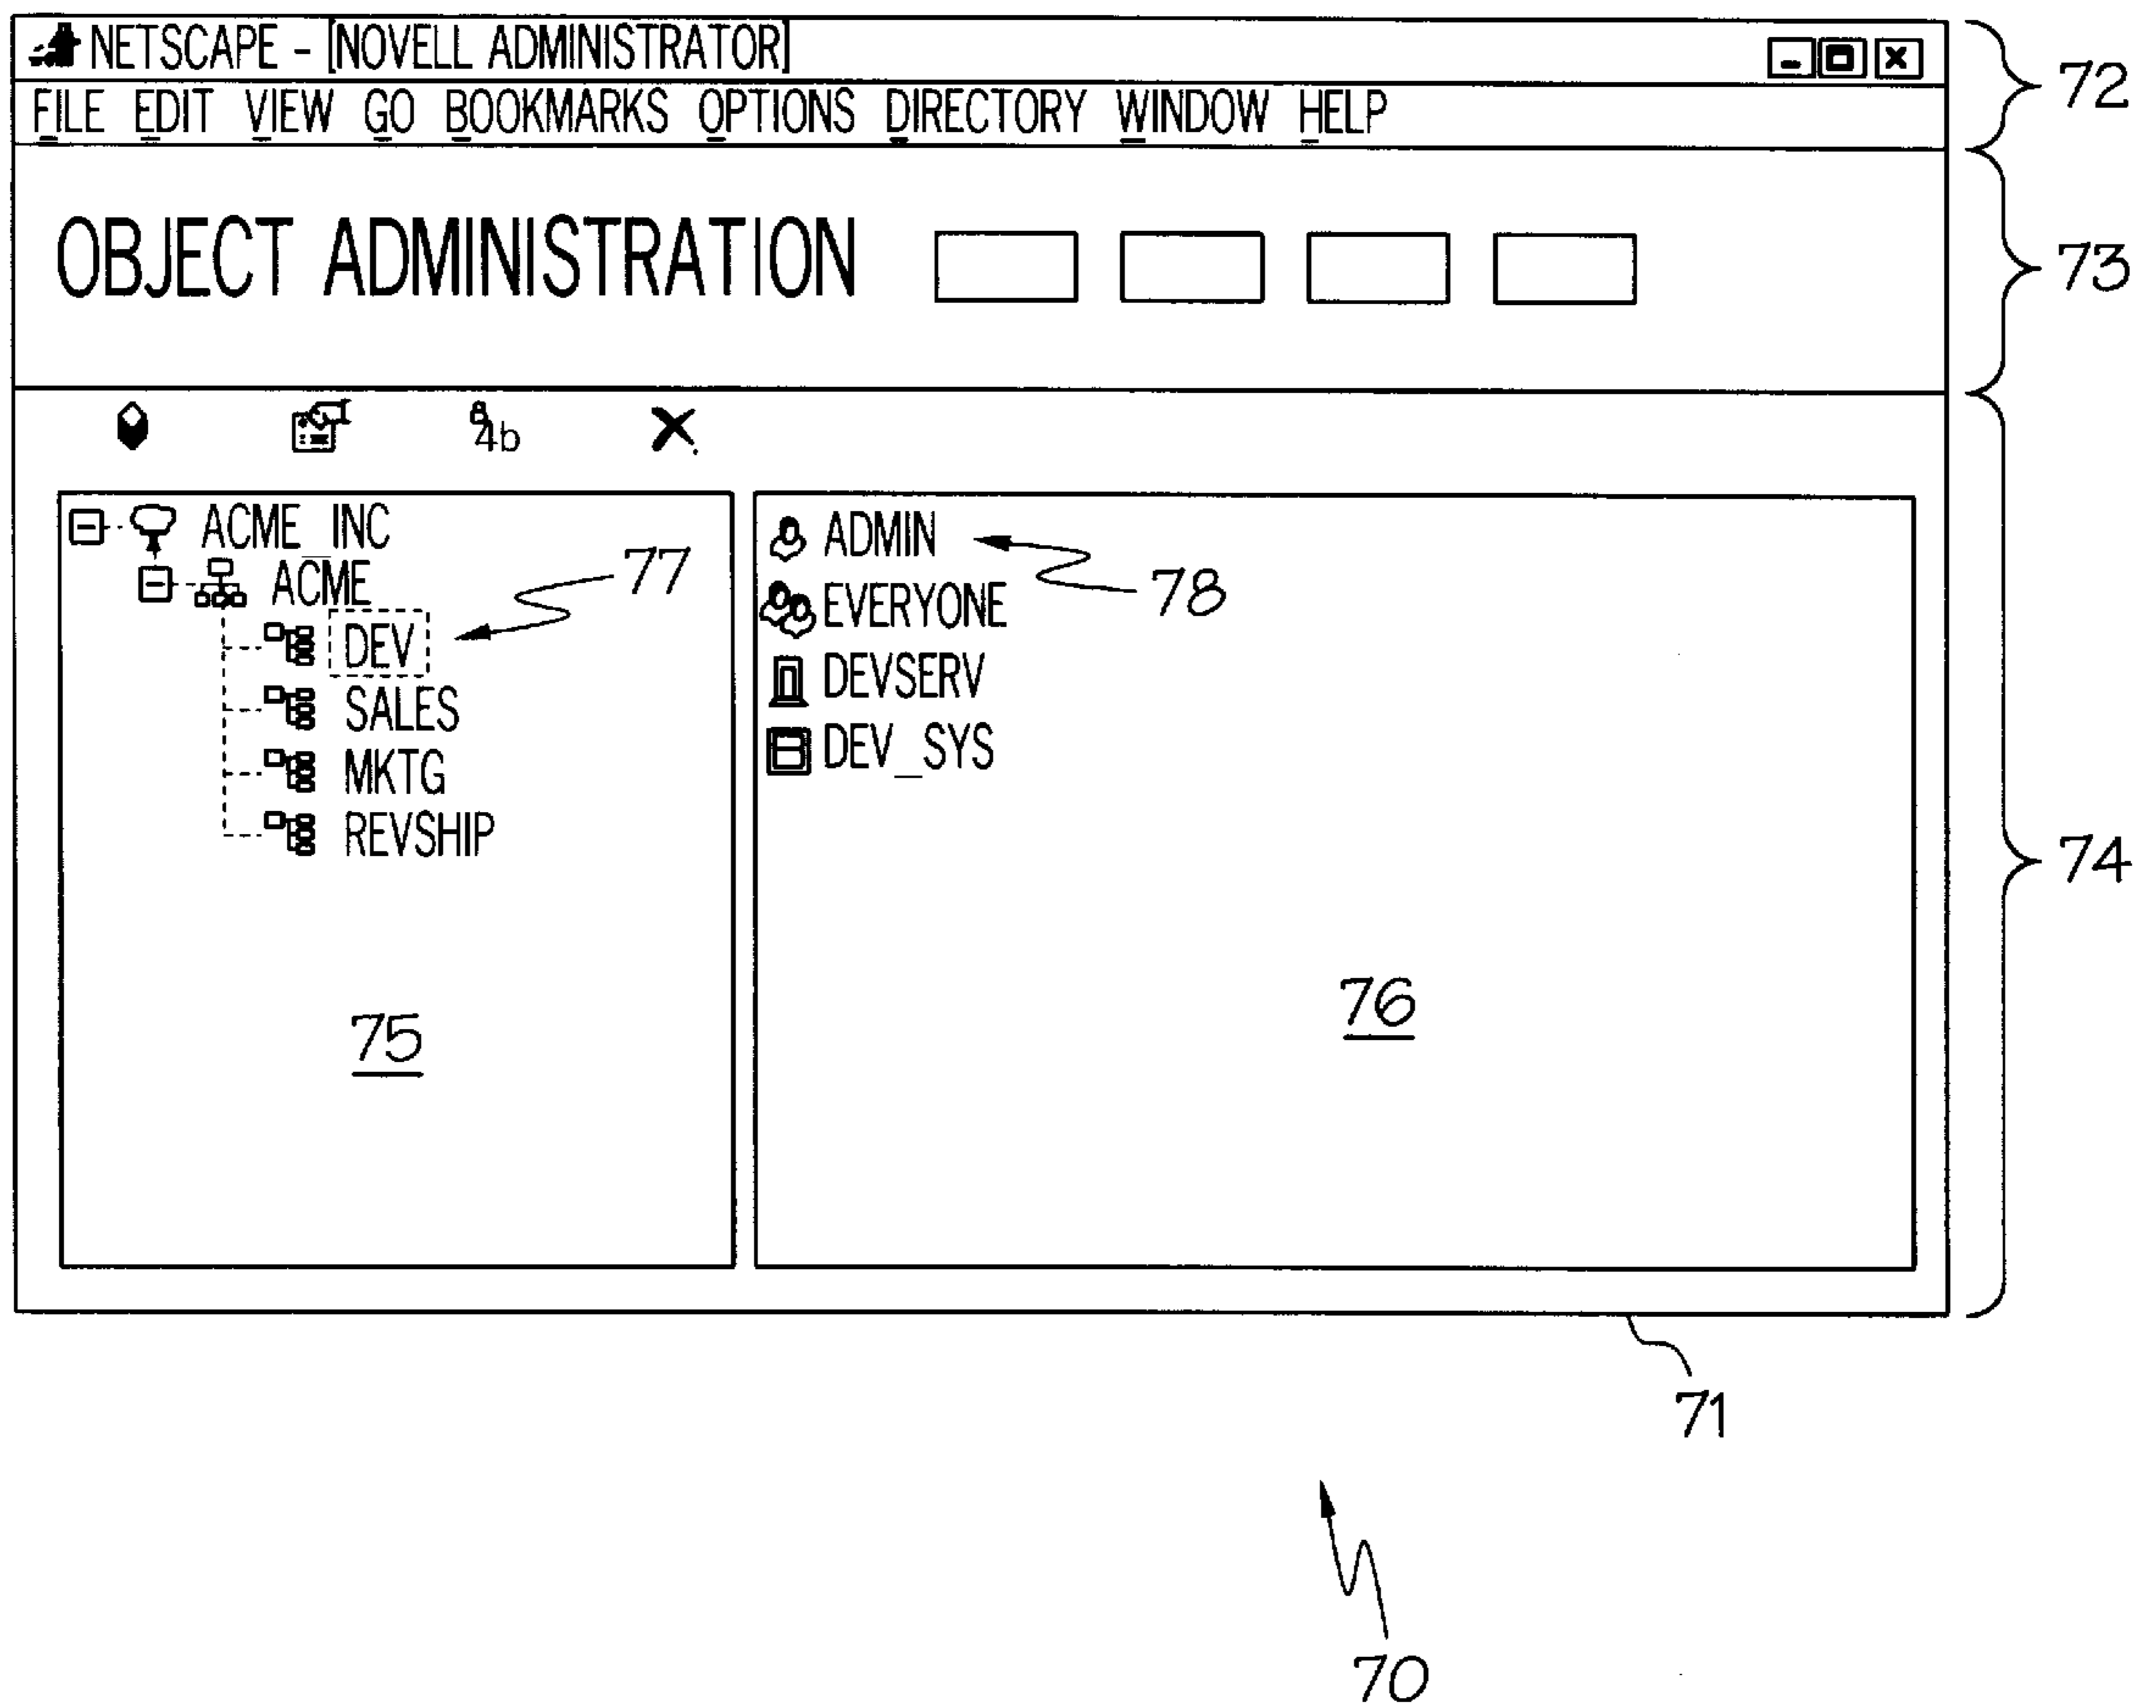 NETSCAPE - [NOVELL ADMINISTRATOR]
FILE EDIT VIEW GO BOOKMARKS OPTIONS DIRECTORY WINDOW HELP
72
OBJECT ADMINISTRATION
73
4b
ACME_INC
ACME
DEV
SALES
MKTG
REVSHIP
77
75
ADMIN
EVERYONE
DEVSERV
DEV_SYS
78
76
74
71
70